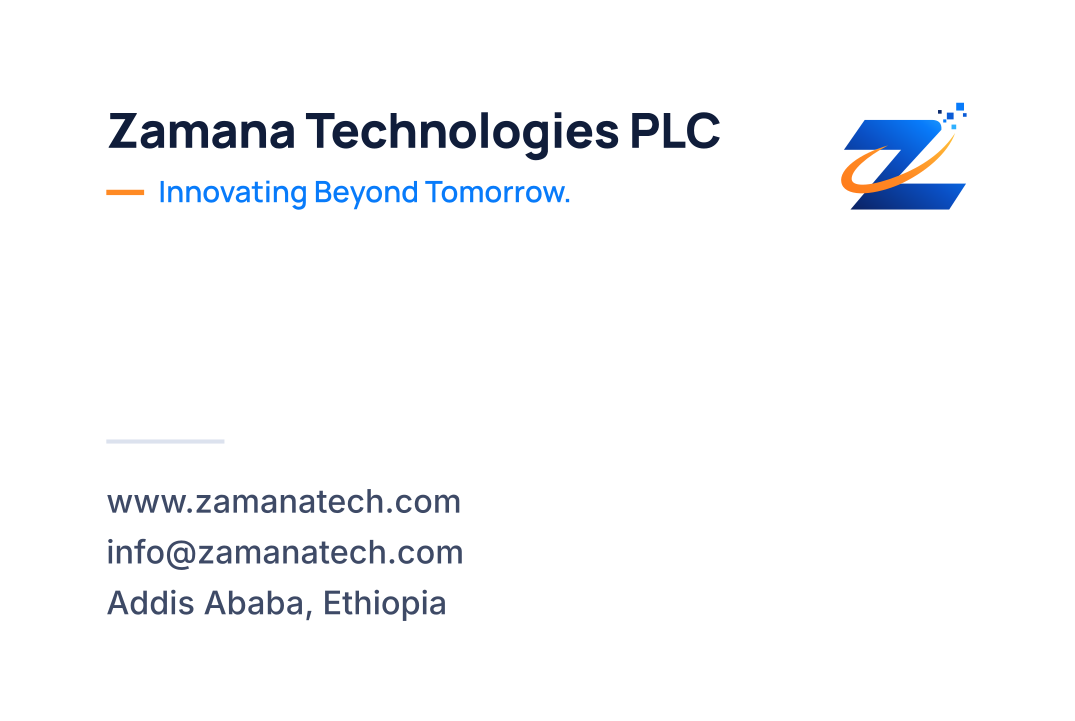 Zamana Technologies PLC
Innovating Beyond Tomorrow.
www.zamanatech.com
info@zamanatech.com
Addis Ababa, Ethiopia